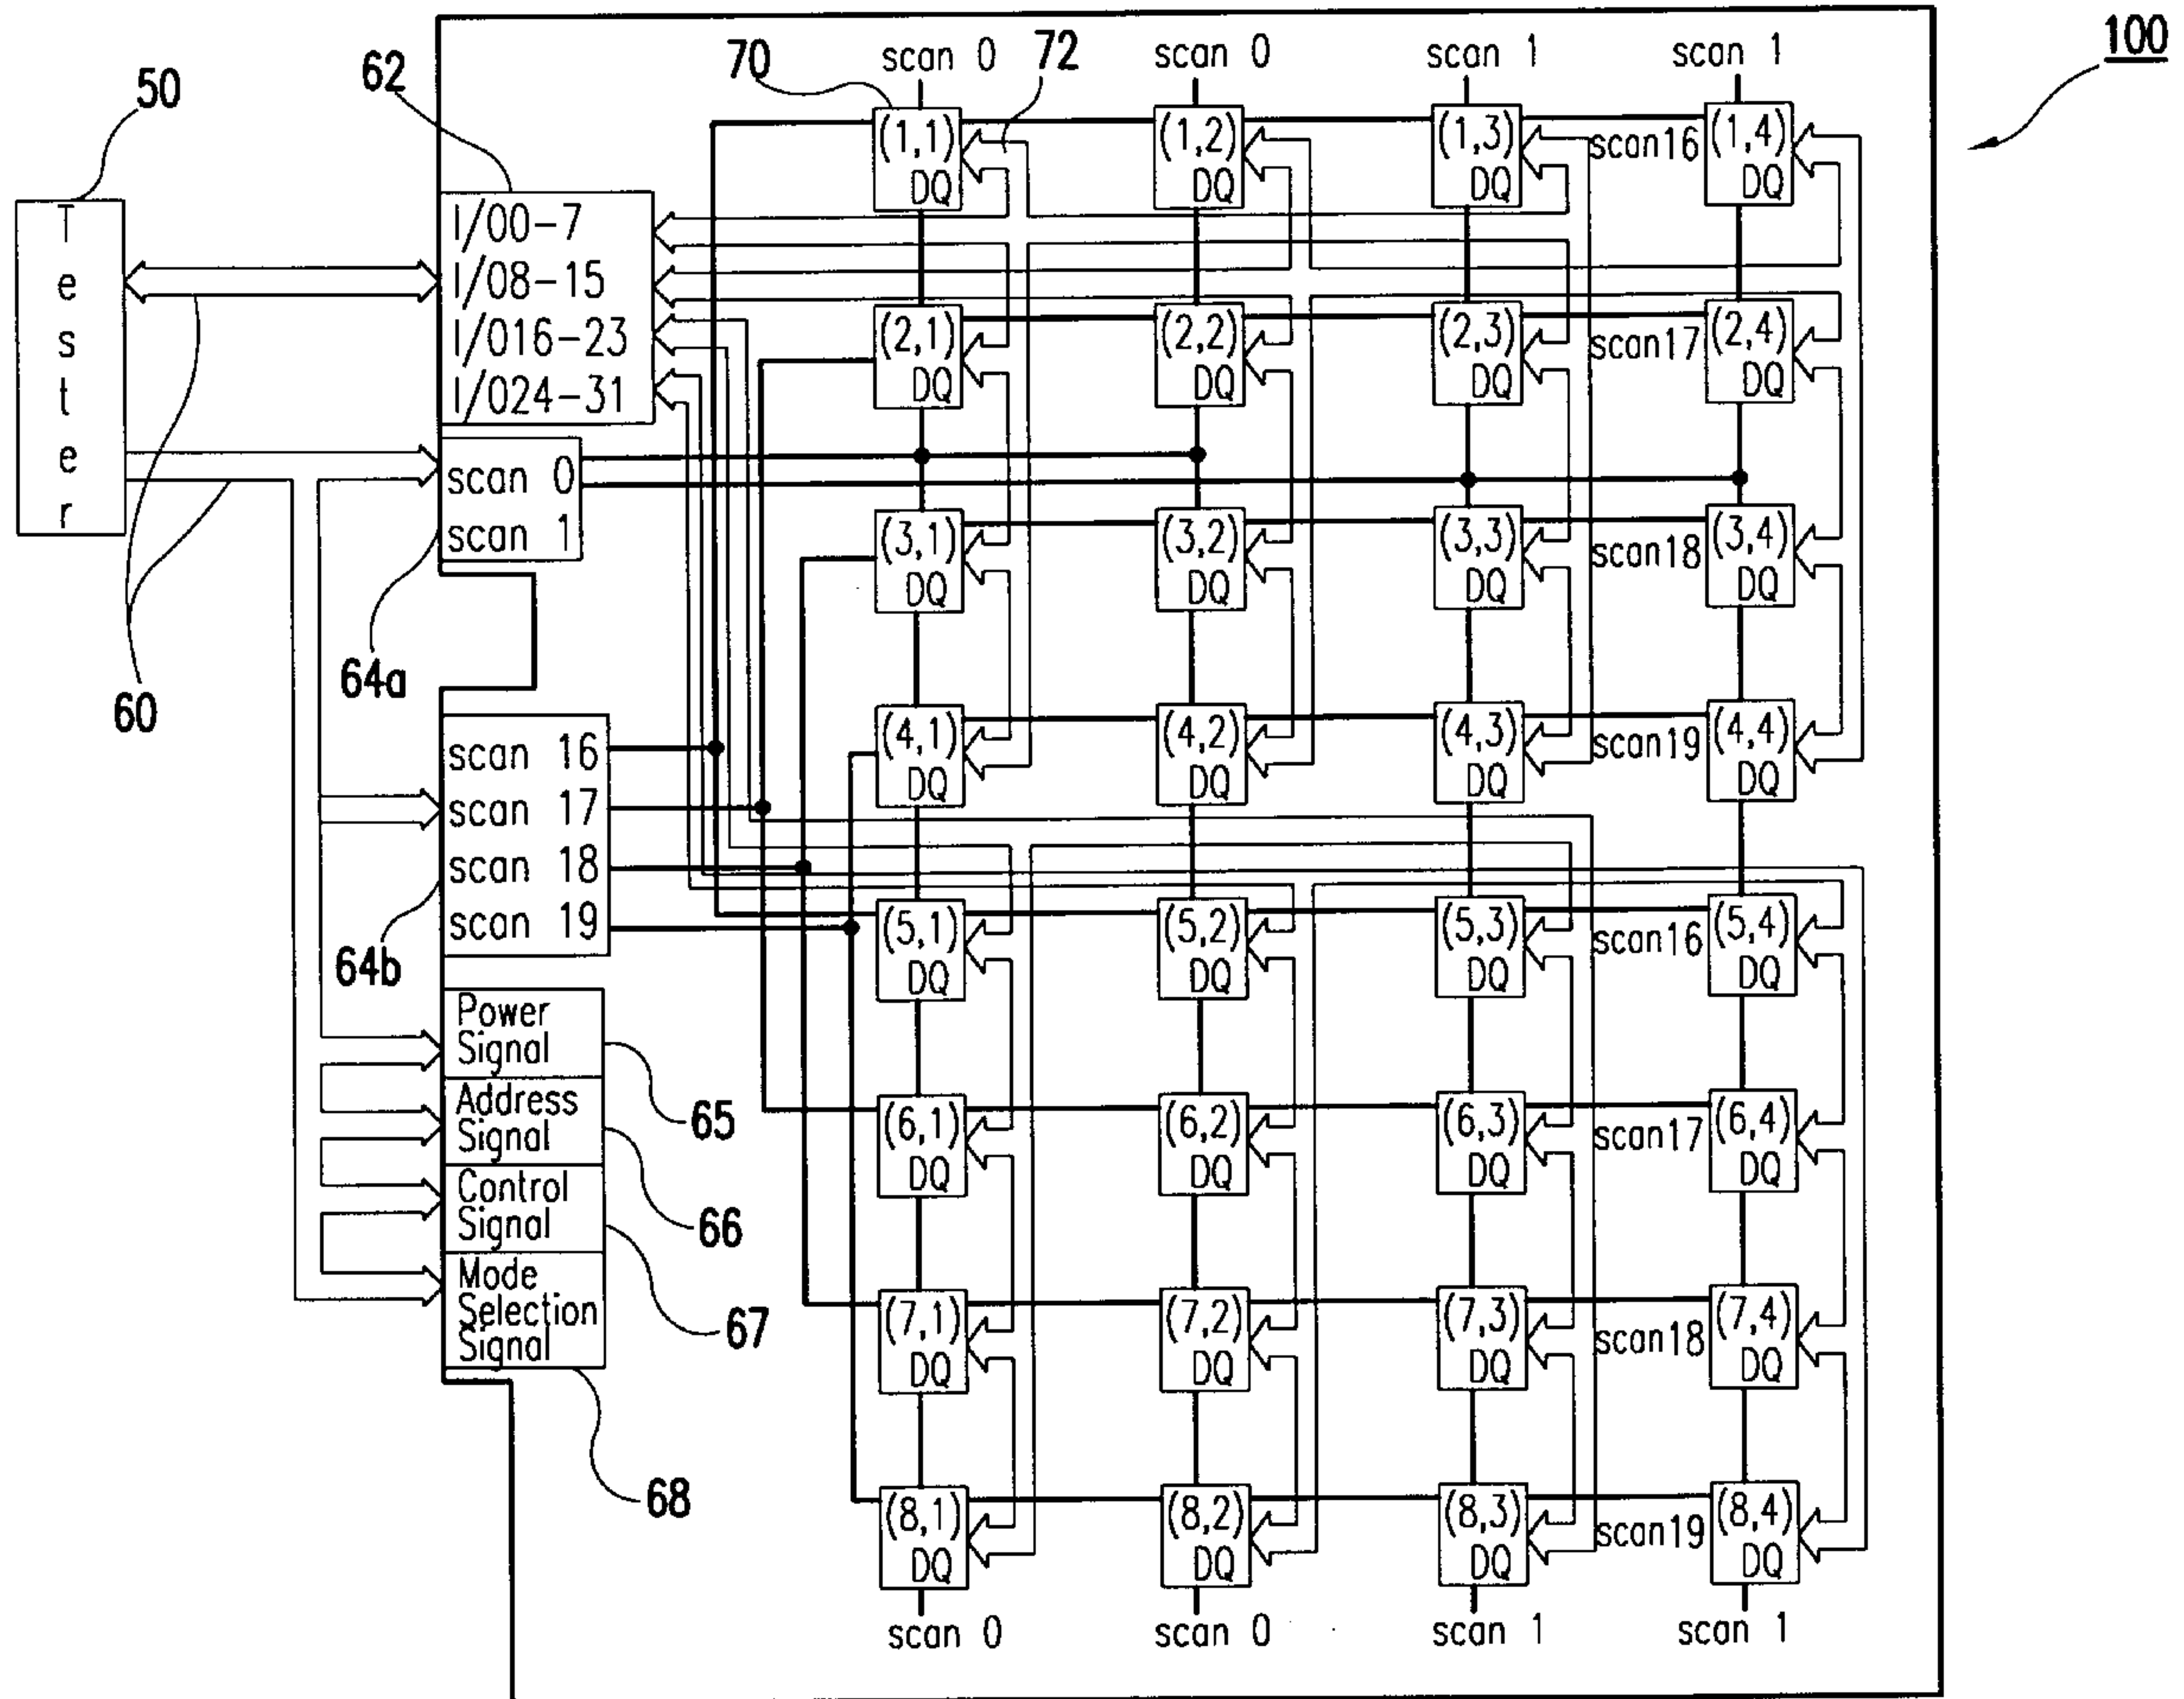 100
scan 0
72
scan 0
scan 1
scan 1
70
62
50
Tester
I/00-7
I/08-15
I/016-23
I/024-31
scan 0
scan 1
64a
60
scan 16
scan 17
scan 18
scan 19
64b
Power
Signal
65
Address
Signal
66
Control
Signal
67
Mode
Selection
Signal
68
(1,1)
DQ
(1,2)
DQ
(1,3)
DQ
scan16
(1,4)
DQ
(2,1)
DQ
(2,2)
DQ
(2,3)
DQ
scan17
(2,4)
DQ
(3,1)
DQ
(3,2)
DQ
(3,3)
DQ
scan18
(3,4)
DQ
(4,1)
DQ
(4,2)
DQ
(4,3)
DQ
scan19
(4,4)
DQ
(5,1)
DQ
(5,2)
DQ
(5,3)
DQ
scan16
(5,4)
DQ
(6,1)
DQ
(6,2)
DQ
(6,3)
DQ
scan17
(6,4)
DQ
(7,1)
DQ
(7,2)
DQ
(7,3)
DQ
scan18
(7,4)
DQ
(8,1)
DQ
(8,2)
DQ
(8,3)
DQ
scan19
(8,4)
DQ
scan 0
scan 0
scan 1
scan 1